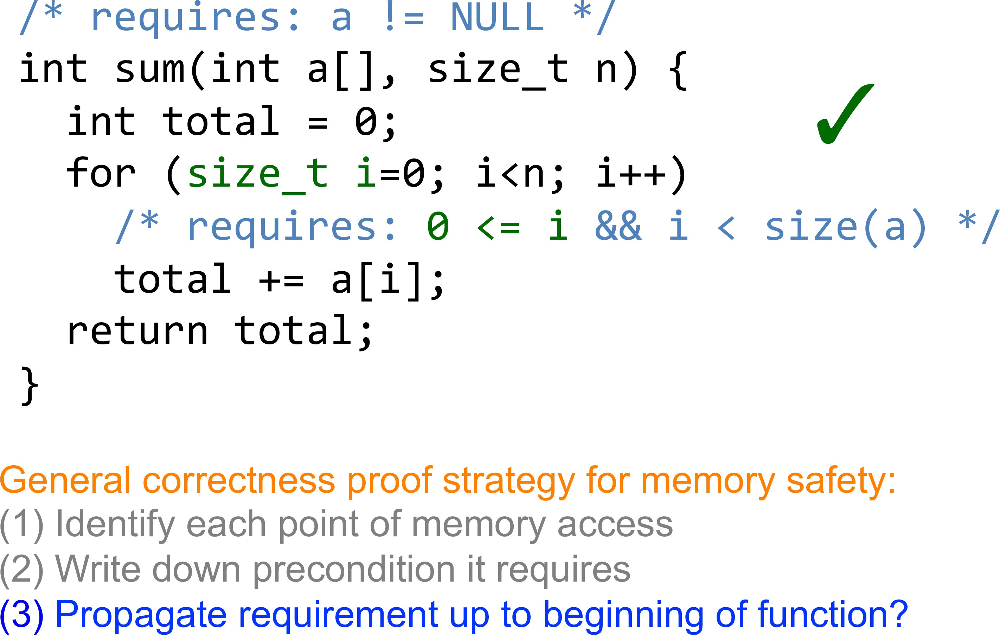 /* requires: a != NULL */
int sum(int a[], size_t n) {
  int total = 0;
  for (size_t i=0; i<n; i++)
    /* requires: 0 <= i && i < size(a) */
    total += a[i];
  return total;
}
General correctness proof strategy for memory safety:
(1) Identify each point of memory access
(2) Write down precondition it requires
(3) Propagate requirement up to beginning of function?